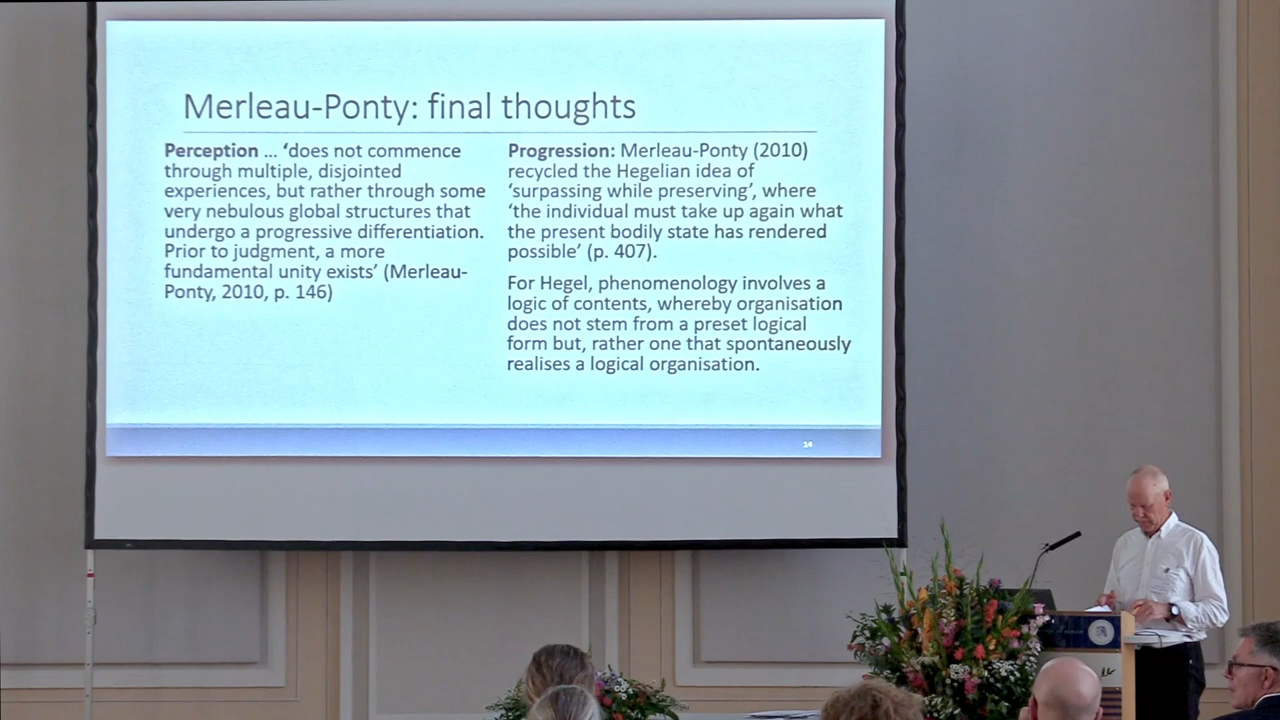 Merleau-Ponty: final thoughts
Perception ... ‘does not commence
through multiple, disjointed
experiences, but rather through some
very nebulous global structures that
undergo a progressive differentiation.
Prior to judgment, a more
fundamental unity exists’ (Merleau-
Ponty, 2010, p. 146)
Progression: Merleau-Ponty (2010)
recycled the Hegelian idea of
‘surpassing while preserving’, where
‘the individual must take up again what
the present bodily state has rendered
possible’ (p. 407).
For Hegel, phenomenology involves a
logic of contents, whereby organisation
does not stem from a preset logical
form but, rather one that spontaneously
realises a logical organisation.
14